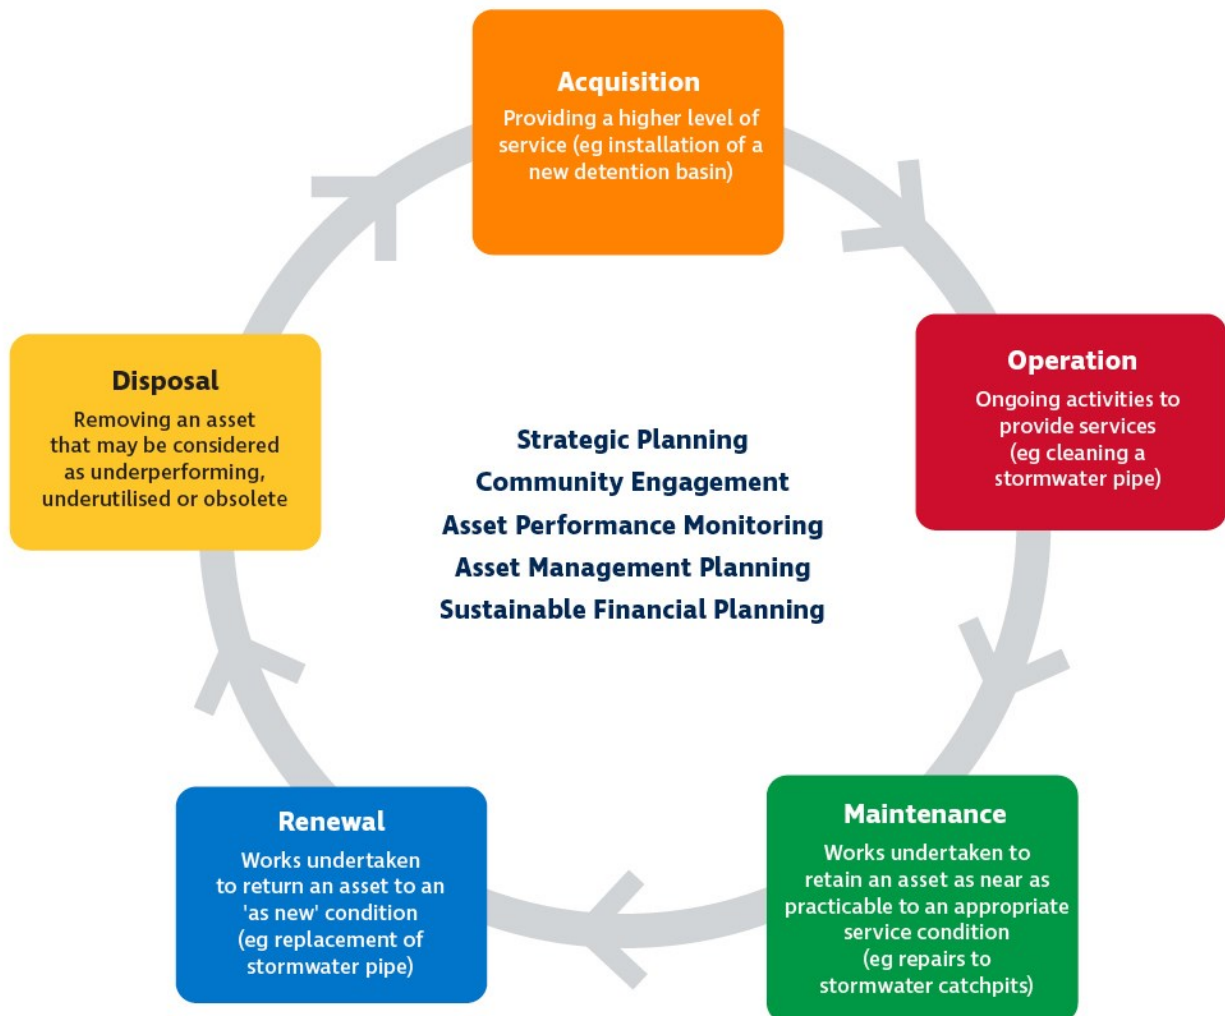 Acquisition
Providing a higher level of
service (eg installation of a
new detention basin)
Operation
Ongoing activities to
provide services
(eg cleaning a
stormwater pipe)
Maintenance
Works undertaken to
retain an asset as near as
practicable to an appropriate
service condition
(eg repairs to
stormwater catchpits)
Renewal
Works undertaken
to return an asset to an
'as new' condition
(eg replacement of
stormwater pipe)
Disposal
Removing an asset
that may be considered
as underperforming,
underutilised or obsolete
Strategic Planning
Community Engagement
Asset Performance Monitoring
Asset Management Planning
Sustainable Financial Planning